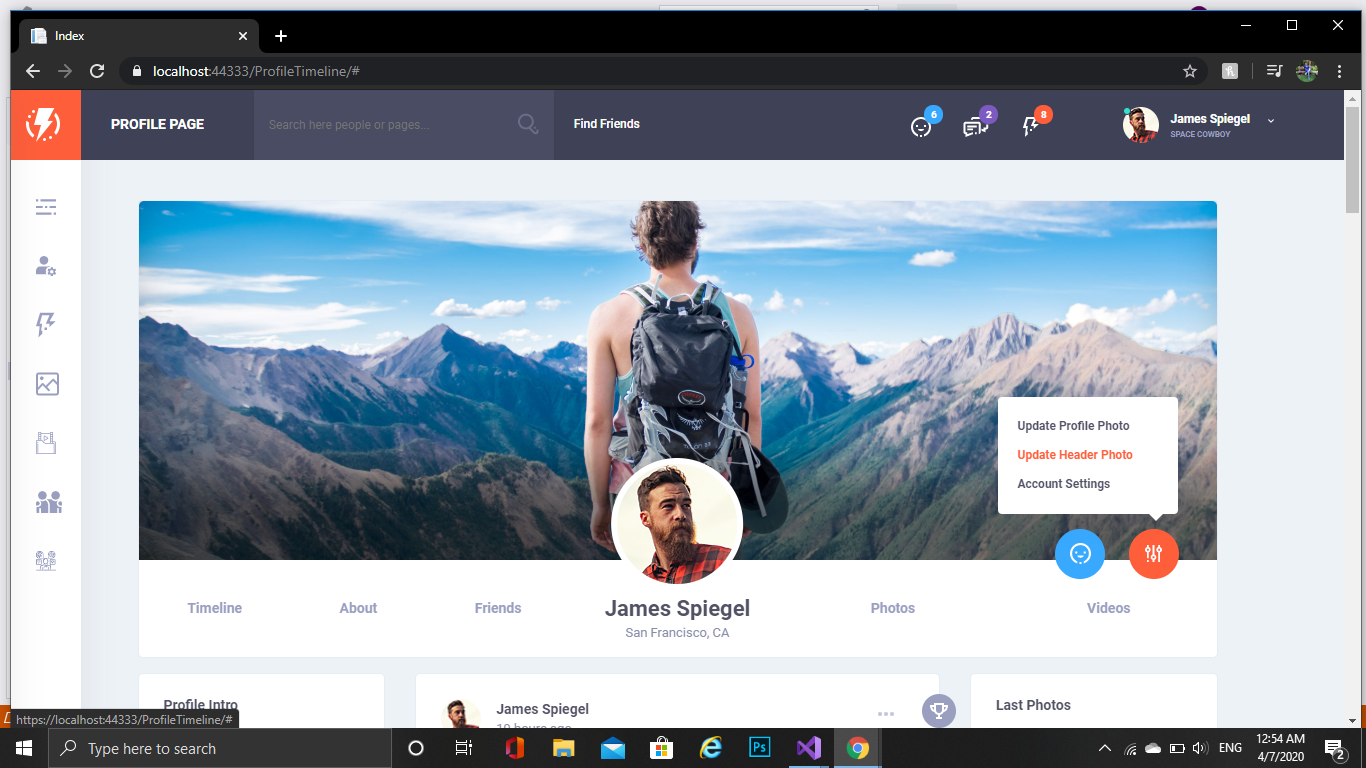 Index
localhost:44333/ProfileTimeline/#
PROFILE PAGE
Search here people or pages...
Find Friends
6
2
8
James Spiegel
SPACE COWBOY
Update Profile Photo
Update Header Photo
Account Settings
Timeline
About
Friends
James Spiegel
San Francisco, CA
Photos
Videos
Profile Intro
James Spiegel
19 hours ago
Last Photos
https://localhost:44333/ProfileTimeline/#
Type here to search
Ps
ENG
12:54 AM
4/7/2020
2